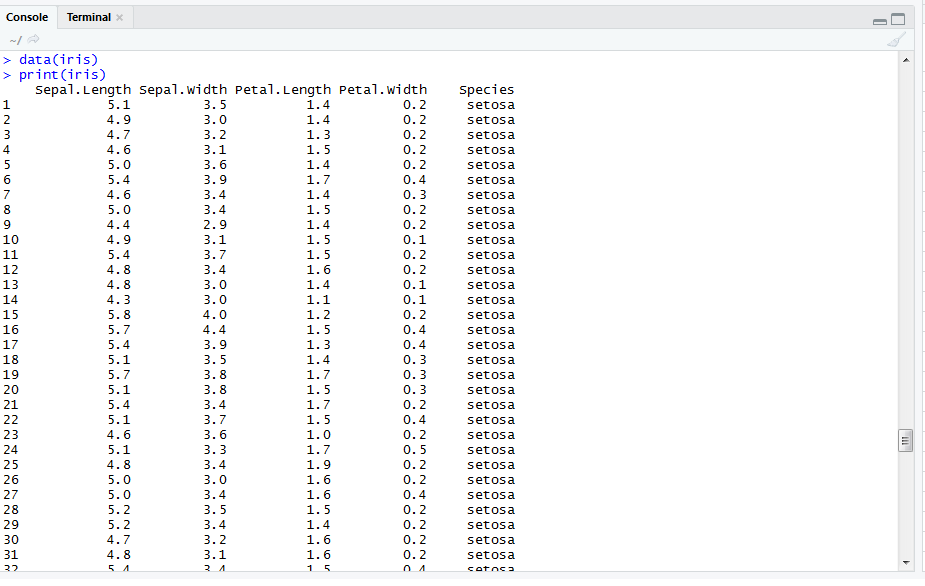 Console Terminal ×
~/
> data(iris)
> print(iris)
Sepal.Length Sepal.Width Petal.Length Petal.Width Species
1 5.1 3.5 1.4 0.2 setosa
2 4.9 3.0 1.4 0.2 setosa
3 4.7 3.2 1.3 0.2 setosa
4 4.6 3.1 1.5 0.2 setosa
5 5.0 3.6 1.4 0.2 setosa
6 5.4 3.9 1.7 0.4 setosa
7 4.6 3.4 1.4 0.3 setosa
8 5.0 3.4 1.5 0.2 setosa
9 4.4 2.9 1.4 0.2 setosa
10 4.9 3.1 1.5 0.1 setosa
11 5.4 3.7 1.5 0.2 setosa
12 4.8 3.4 1.6 0.2 setosa
13 4.8 3.0 1.4 0.1 setosa
14 4.3 3.0 1.1 0.1 setosa
15 5.8 4.0 1.2 0.2 setosa
16 5.7 4.4 1.5 0.4 setosa
17 5.4 3.9 1.3 0.4 setosa
18 5.1 3.5 1.4 0.3 setosa
19 5.7 3.8 1.7 0.3 setosa
20 5.1 3.8 1.5 0.3 setosa
21 5.4 3.4 1.7 0.2 setosa
22 5.1 3.7 1.5 0.4 setosa
23 4.6 3.6 1.0 0.2 setosa
24 5.1 3.3 1.7 0.5 setosa
25 4.8 3.4 1.9 0.2 setosa
26 5.0 3.0 1.6 0.2 setosa
27 5.0 3.4 1.6 0.4 setosa
28 5.2 3.5 1.5 0.2 setosa
29 5.2 3.4 1.4 0.2 setosa
30 4.7 3.2 1.6 0.2 setosa
31 4.8 3.1 1.6 0.2 setosa
32 5.4 3.4 1.5 0.4 setosa